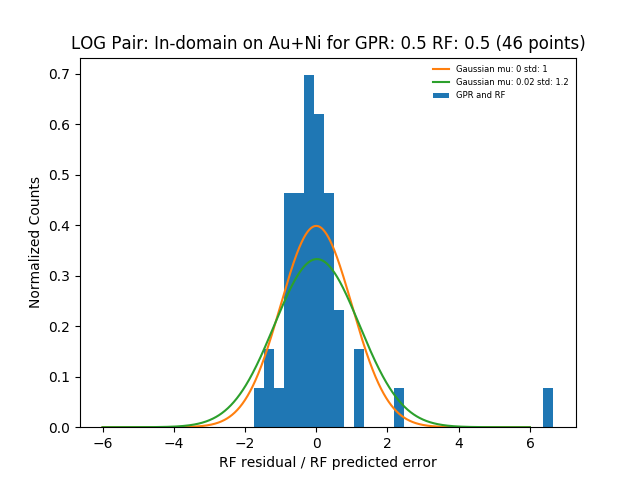 LOG Pair: In-domain on Au+Ni for GPR: 0.5 RF: 0.5 (46 points)
Gaussian mu: 0 std: 1
Gaussian mu: 0.02 std: 1.2
GPR and RF
Normalized Counts
0.7
0.6
0.5
0.4
0.3
0.2
0.1
0.0
−6 −4 −2 0 2 4 6
RF residual / RF predicted error